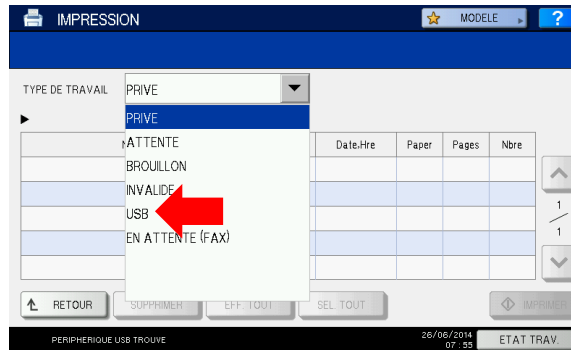 IMPRESSION
MODELE
?
TYPE DE TRAVAIL
PRIVE
PRIVE
ATTENTE
BROUILLON
INVALIDE
USB
EN ATTENTE (FAX)
N Date.Hre Paper Pages Nbre
1
1
RETOUR SUPPRIMER EFF. TOUT SEL. TOUT IMPRIMER
PERIPHERIQUE USB TROUVE
26/06/2014
07 : 55
ETAT TRAV.